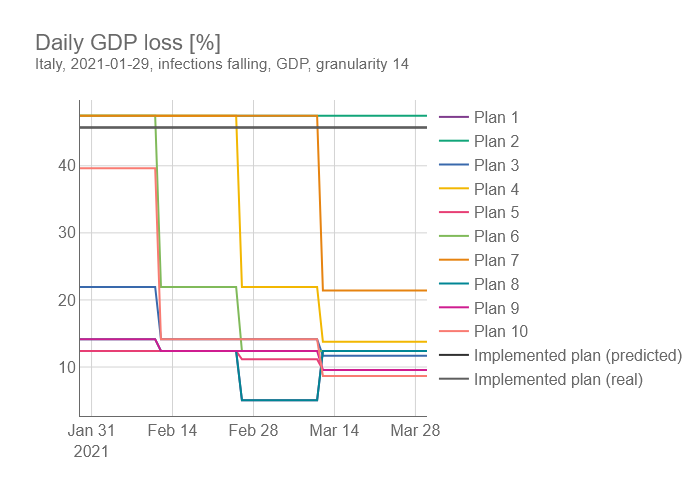 Daily GDP loss [%]
Italy, 2021-01-29, infections falling, GDP, granularity 14
40
30
20
10
Jan 31
2021
Feb 14
Feb 28
Mar 14
Mar 28
Plan 1
Plan 2
Plan 3
Plan 4
Plan 5
Plan 6
Plan 7
Plan 8
Plan 9
Plan 10
Implemented plan (predicted)
Implemented plan (real)